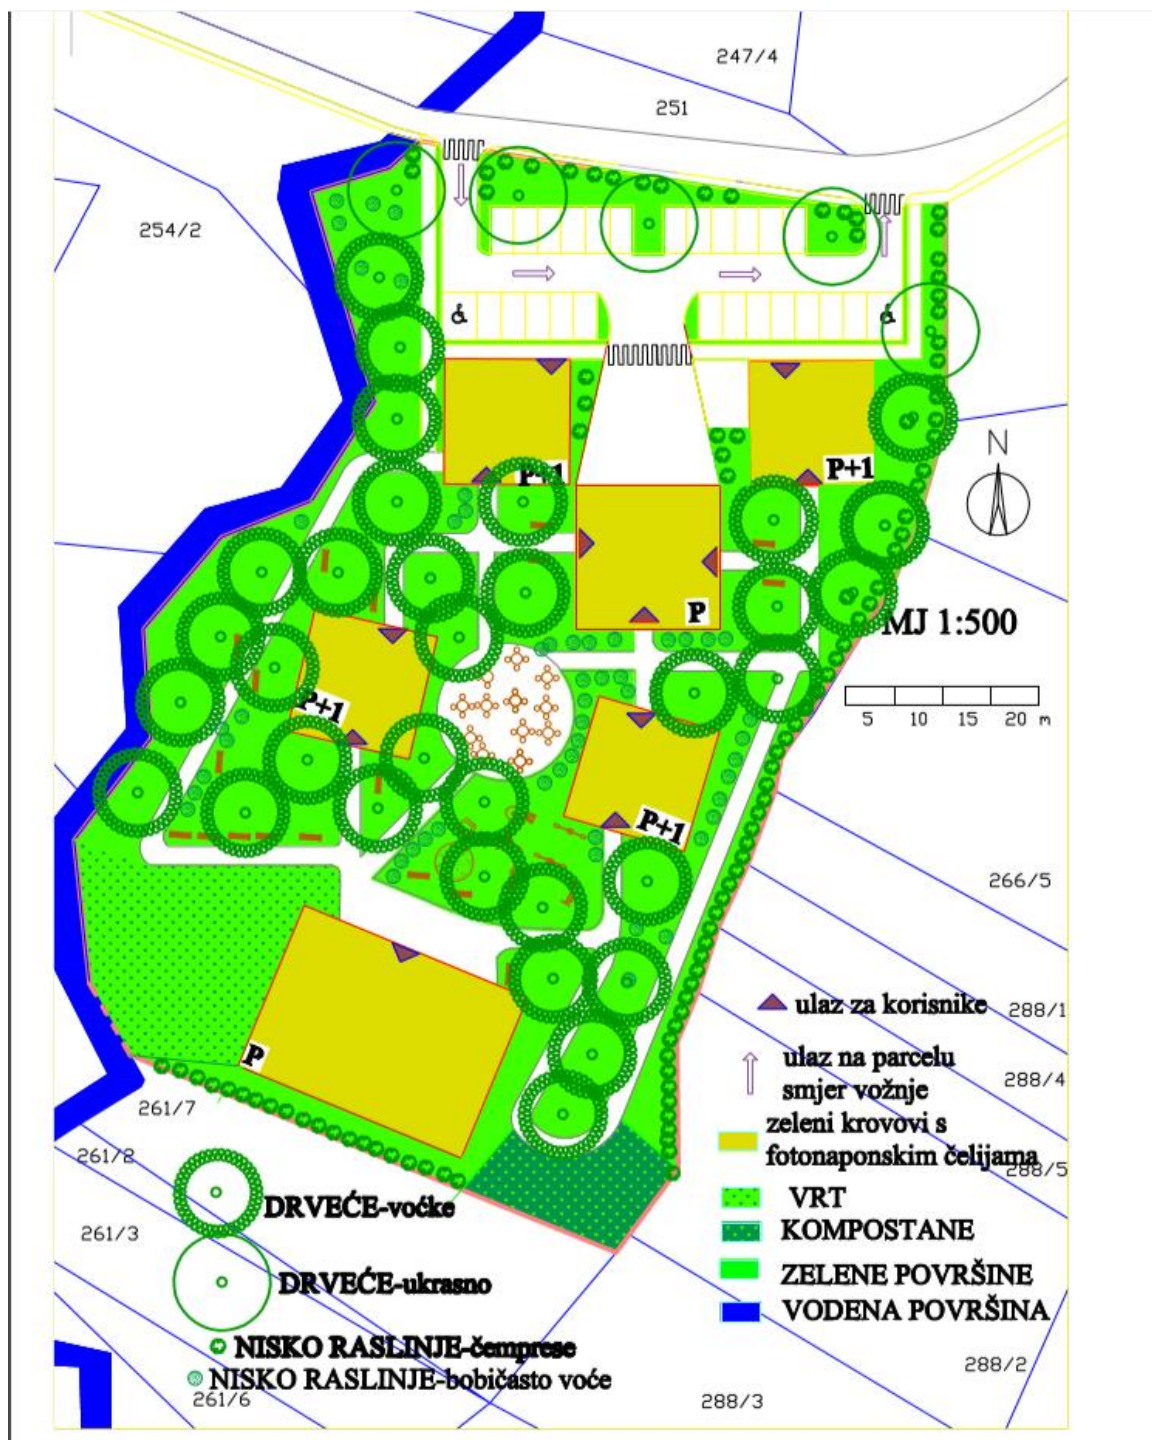 247/4
251
254/2
P+1
P+1
N
P
MJ 1:500
5 10 15 20 m
P+1
P+1
266/5
ulaz za korisnike
288/1
ulaz na parcelu
smjer vožnje
288/4
zeleni krovovi s
fotonaponskim čelijama
288/5
P
261/7
261/2
VRT
DRVEĆE-voćke
KOMPOSTANE
261/3
ZELENE POVRŠINE
DRVEĆE-ukrasno
VODENA POVRŠINA
NISKO RASLINJE-čemprese
NISKO RASLINJE-bobičasto voće
288/2
261/6
288/3